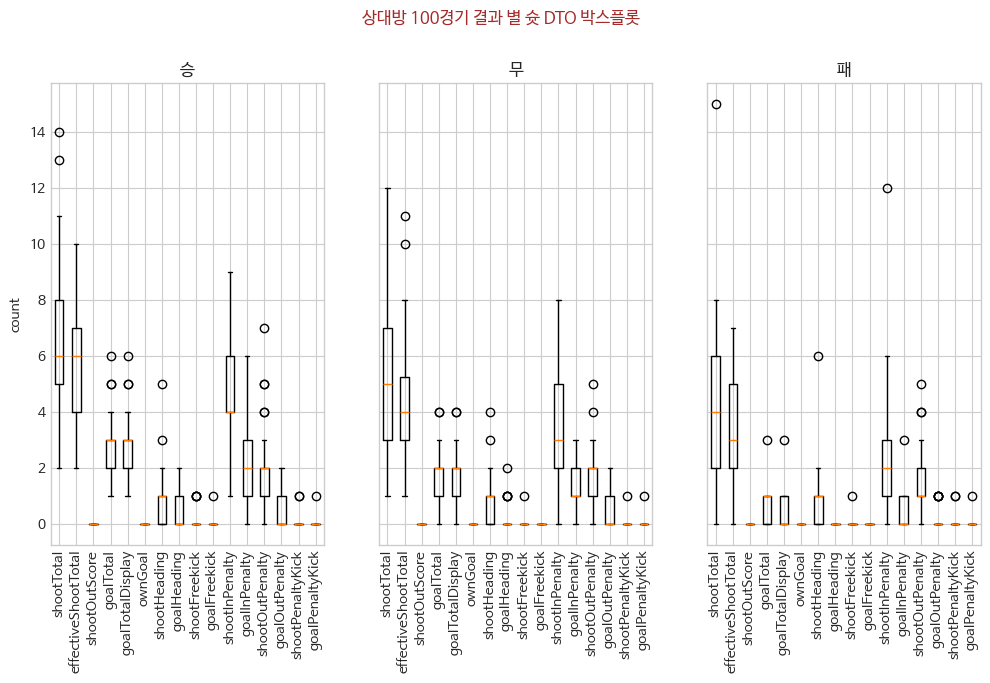 상대방 100경기 결과 별 슛 DTO 박스플롯
승
무
패
count
14
12
10
8
6
4
2
0
shootTotal
effectiveShootTotal
shootOutScore
goalTotal
goalTotalDisplay
ownGoal
shootHeading
goalHeading
shootFreekick
goalFreekick
shootInPenalty
goalInPenalty
shootOutPenalty
goalOutPenalty
shootPenaltyKick
goalPenaltyKick
shootTotal
effectiveShootTotal
shootOutScore
goalTotal
goalTotalDisplay
ownGoal
shootHeading
goalHeading
shootFreekick
goalFreekick
shootInPenalty
goalInPenalty
shootOutPenalty
goalOutPenalty
shootPenaltyKick
goalPenaltyKick
shootTotal
effectiveShootTotal
shootOutScore
goalTotal
goalTotalDisplay
ownGoal
shootHeading
goalHeading
shootFreekick
goalFreekick
shootInPenalty
goalInPenalty
shootOutPenalty
goalOutPenalty
shootPenaltyKick
goalPenaltyKick